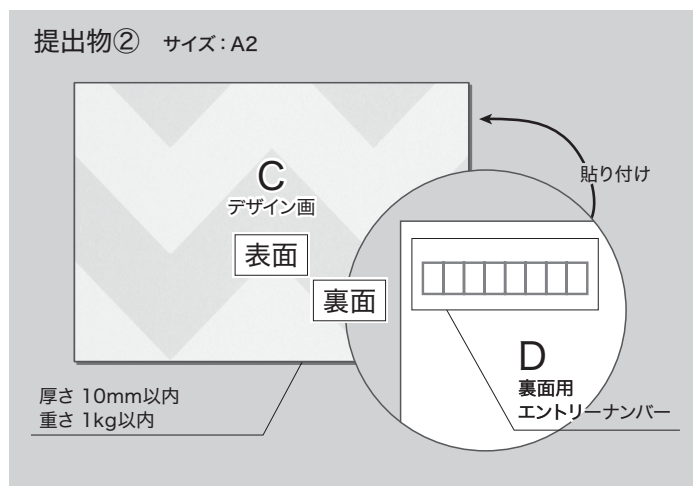 提出物② サイズ：A2
貼り付け
C
デザイン画
表面
裏面
D
裏面用
エントリーナンバー
厚さ 10mm以内
重さ 1kg以内